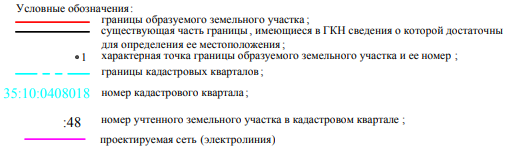 Условные обозначения:
границы образуемого земельного участка;
существующая часть границы, имеющиеся в ГКН сведения о которой достаточны
для определения ее местоположения;
1 характерная точка границы образуемого земельного участка и ее номер;
границы кадастровых кварталов;
35:10:0408018 номер кадастрового квартала;
:48 номер учтенного земельного участка в кадастровом квартале;
проектируемая сеть (электролиния)